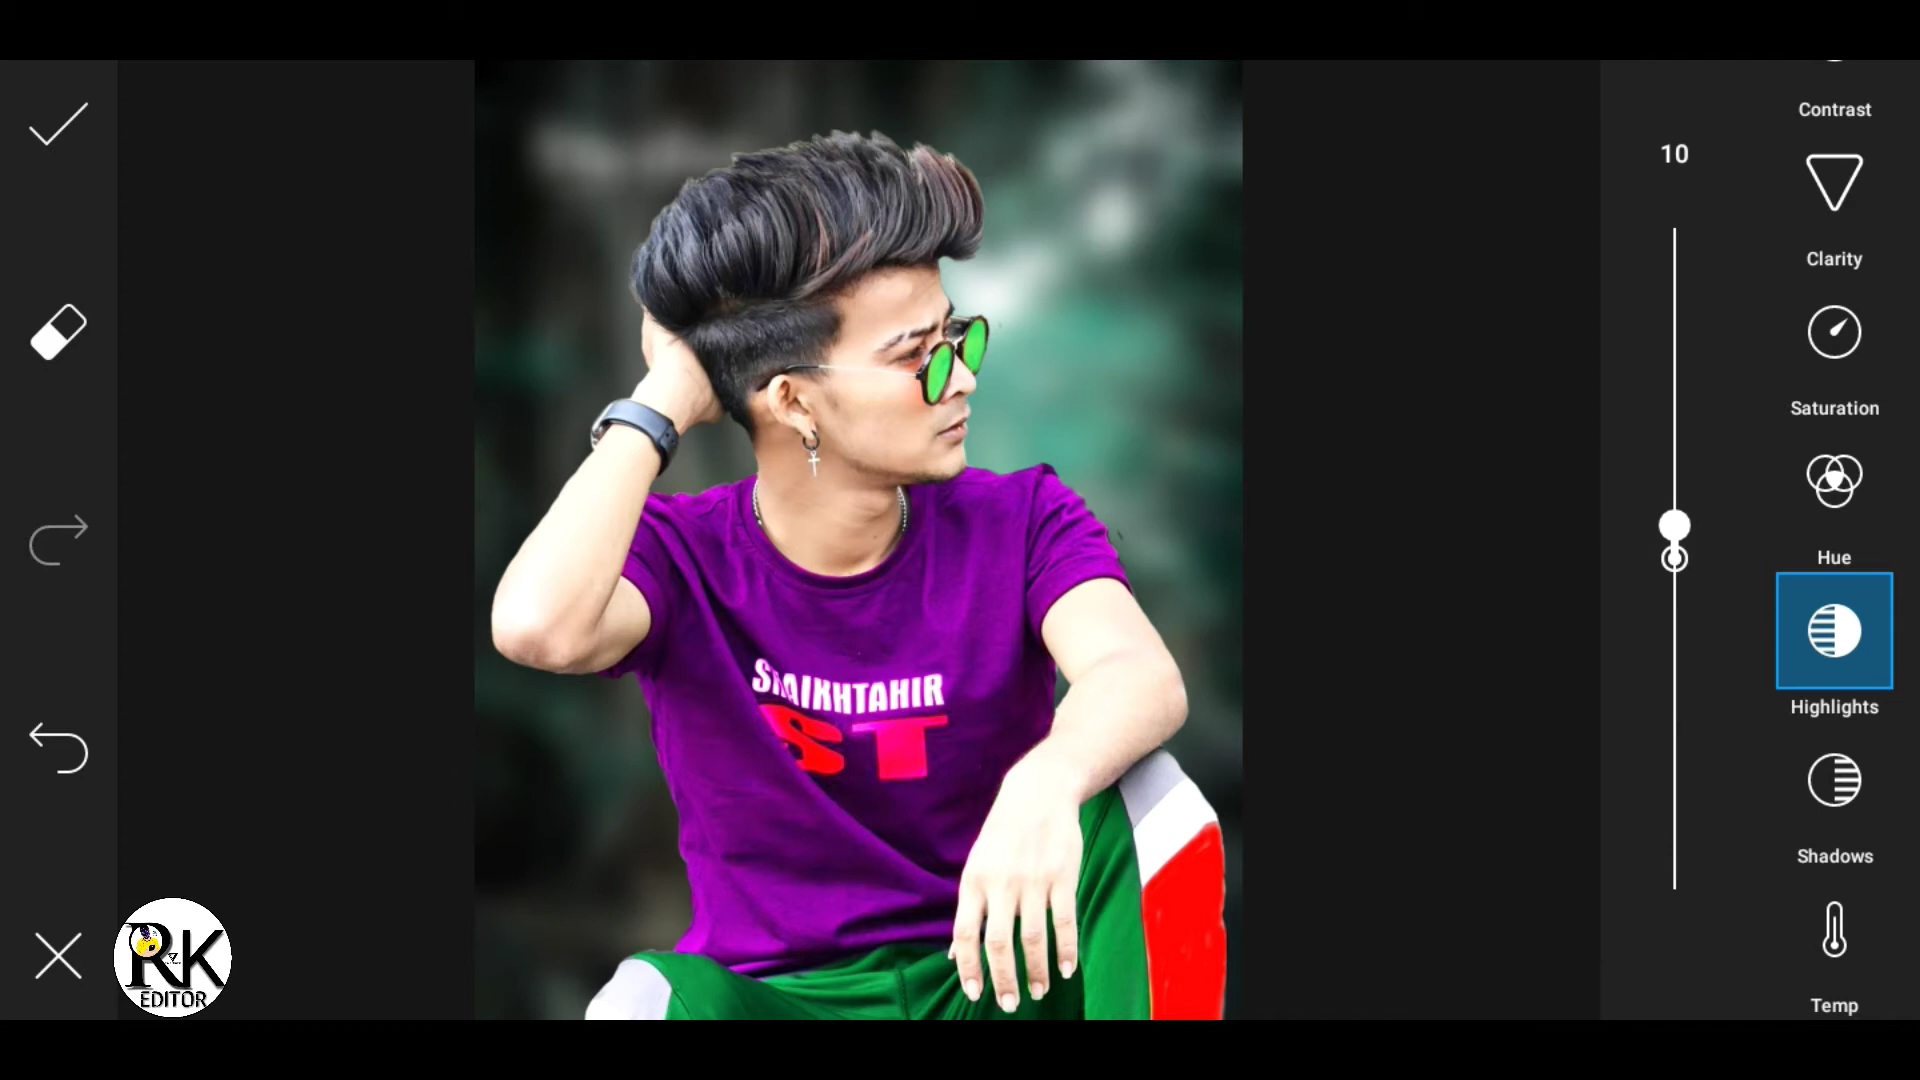 Contrast
10
Clarity
Saturation
Hue
Highlights
Shadows
Temp
SHAIKHTAHIR
ST
RK
EDITOR